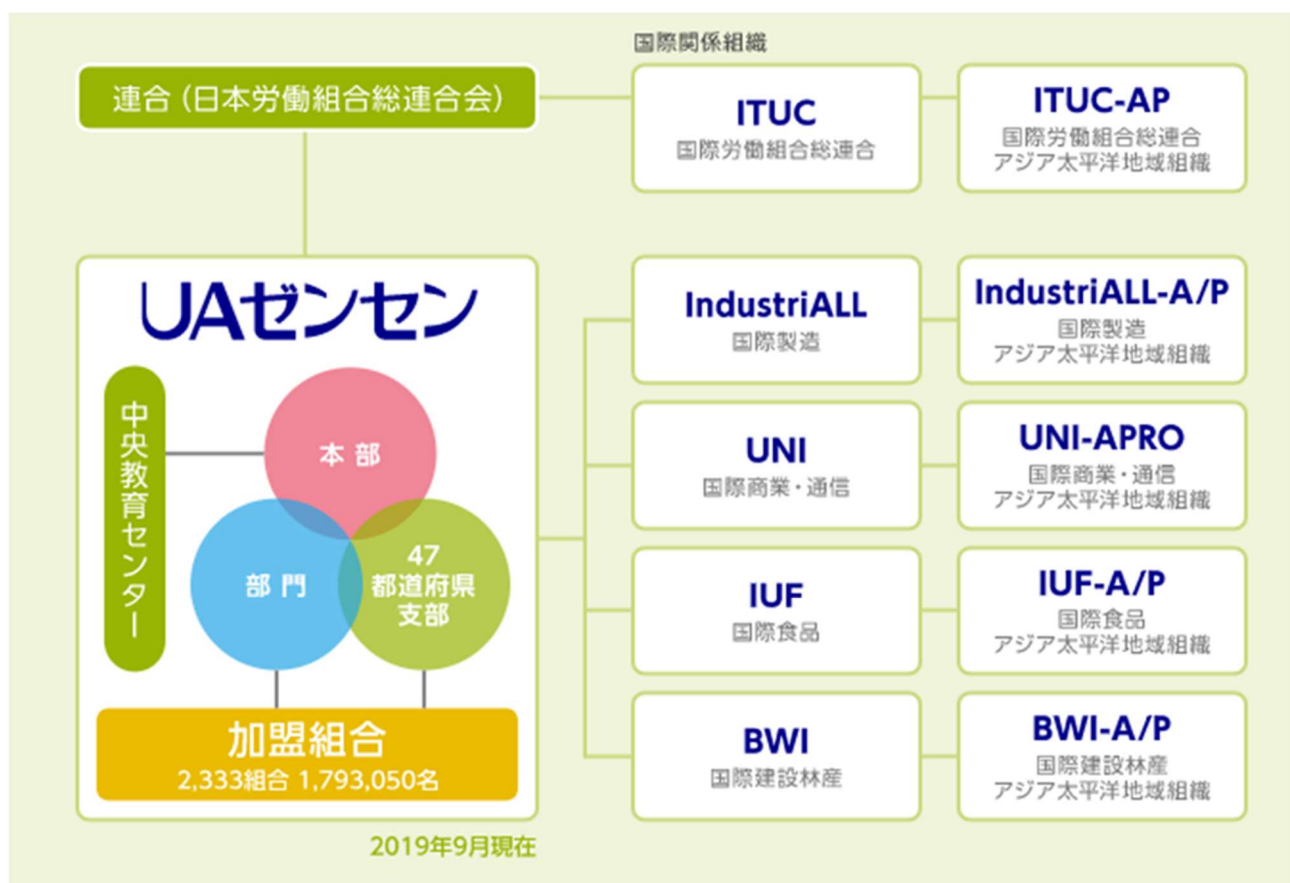 国際関係組織
連合（日本労働組合総連合会）
ITUC
国際労働組合総連合
ITUC-AP
国際労働組合総連合
アジア太平洋地域組織
UAゼンセン
中央教育センター
本部
部門
47
都道府県
支部
加盟組合
2,333組合 1,793,050名
2019年9月現在
IndustriALL
国際製造
IndustriALL-A/P
国際製造
アジア太平洋地域組織
UNI
国際商業・通信
UNI-APRO
国際商業・通信
アジア太平洋地域組織
IUF
国際食品
IUF-A/P
国際食品
アジア太平洋地域組織
BWI
国際建設林産
BWI-A/P
国際建設林産
アジア太平洋地域組織